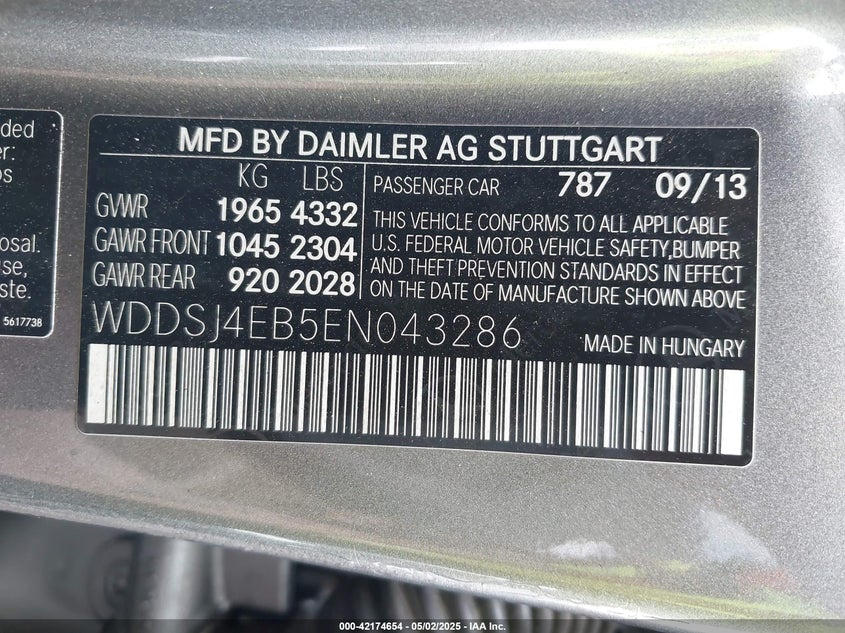 ded
er:
os
osal.
use,
ste.
5617738
MFD BY DAIMLER AG STUTTGART
KG LBS
GVWR 1965 4332
GAWR FRONT 1045 2304
GAWR REAR 920 2028
PASSENGER CAR 787 09/13
THIS VEHICLE CONFORMS TO ALL APPLICABLE
U.S. FEDERAL MOTOR VEHICLE SAFETY,BUMPER
AND THEFT PREVENTION STANDARDS IN EFFECT
ON THE DATE OF MANUFACTURE SHOWN ABOVE
WDDSJ4EB5EN043286
MADE IN HUNGARY
000-42174654 - 05/02/2025 - IAA Inc.